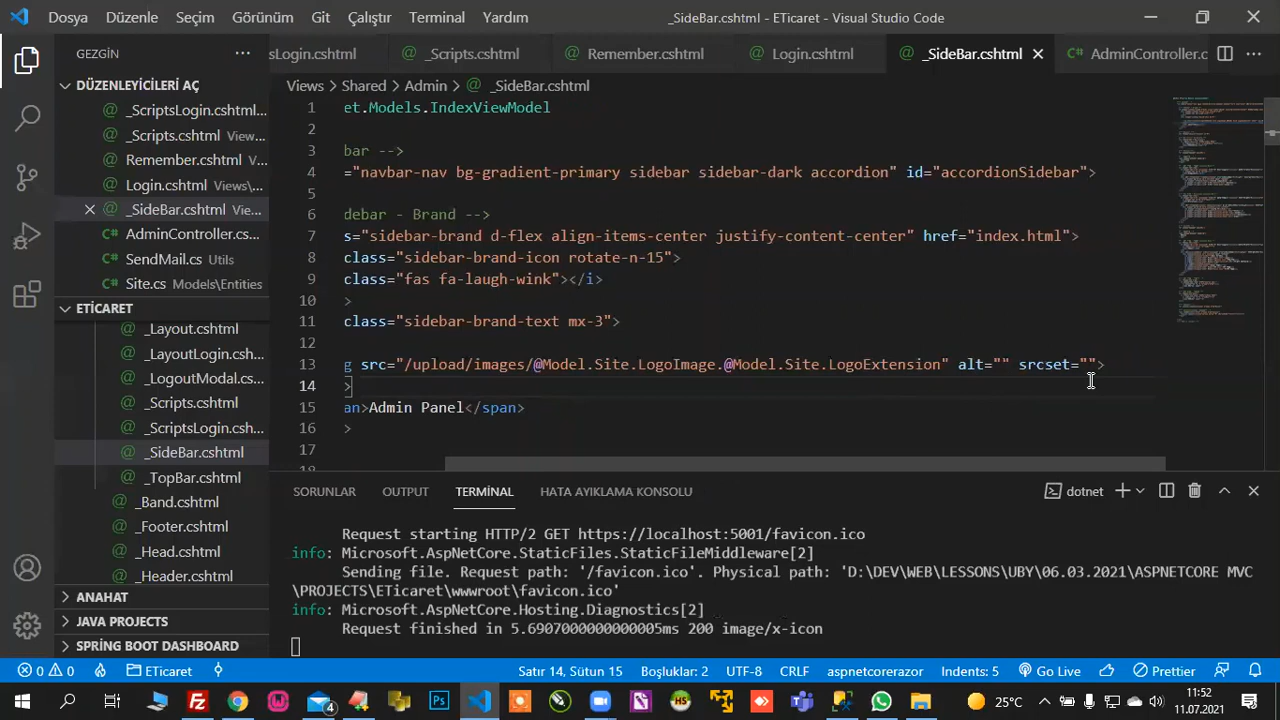 Dosya Düzenle Seçim Görünüm Git Çalıştır Terminal Yardım _SideBar.cshtml - ETicaret - Visual Studio Code
GEZGİN
sLogin.cshtml _Scripts.cshtml Remember.cshtml Login.cshtml _SideBar.cshtml AdminController.c
DÜZENLEYİCİLERİ AÇ
Views > Shared > Admin > _SideBar.cshtml
_ScriptsLogin.cshtml...
_Scripts.cshtml View...
Remember.cshtml V...
Login.cshtml Views\...
_SideBar.cshtml Vie...
AdminController.cs...
SendMail.cs Utils
Site.cs Models\Entities
ETİCARET
_Layout.cshtml
_LayoutLogin.cshtml
_LogoutModal.cshtml
_Scripts.cshtml
_ScriptsLogin.csh...
_SideBar.cshtml
_TopBar.cshtml
_Band.cshtml
_Footer.cshtml
_Head.cshtml
_Header.cshtml
ANAHAT
JAVA PROJECTS
SPRİNG BOOT DASHBOARD
1 et.Models.IndexViewModel
2
3 bar -->
4 ="navbar-nav bg-gradient-primary sidebar sidebar-dark accordion" id="accordionSidebar">
5
6 debar - Brand -->
7 s="sidebar-brand d-flex align-items-center justify-content-center" href="index.html">
8 class="sidebar-brand-icon rotate-n-15">
9 class="fas fa-laugh-wink"></i>
10 >
11 class="sidebar-brand-text mx-3">
12
13 g src="/upload/images/@Model.Site.LogoImage.@Model.Site.LogoExtension" alt="" srcset="">
14 >
15 an>Admin Panel</span>
16 >
17
18
SORUNLAR OUTPUT TERMİNAL HATA AYIKLAMA KONSOLU dotnet
Request starting HTTP/2 GET https://localhost:5001/favicon.ico
info: Microsoft.AspNetCore.StaticFiles.StaticFileMiddleware[2]
Sending file. Request path: '/favicon.ico'. Physical path: 'D:\DEV\WEB\LESSONS\UBY\06.03.2021\ASPNETCORE MVC
\PROJECTS\ETicaret\wwwroot\favicon.ico'
info: Microsoft.AspNetCore.Hosting.Diagnostics[2]
Request finished in 5.6907000000000005ms 200 image/x-icon
0 0 ETicaret Satır 14, Sütun 15 Boşluklar: 2 UTF-8 CRLF aspnetcorerazor Indents: 5 Go Live Prettier
4 Ps 25°C 11:52
11.07.2021